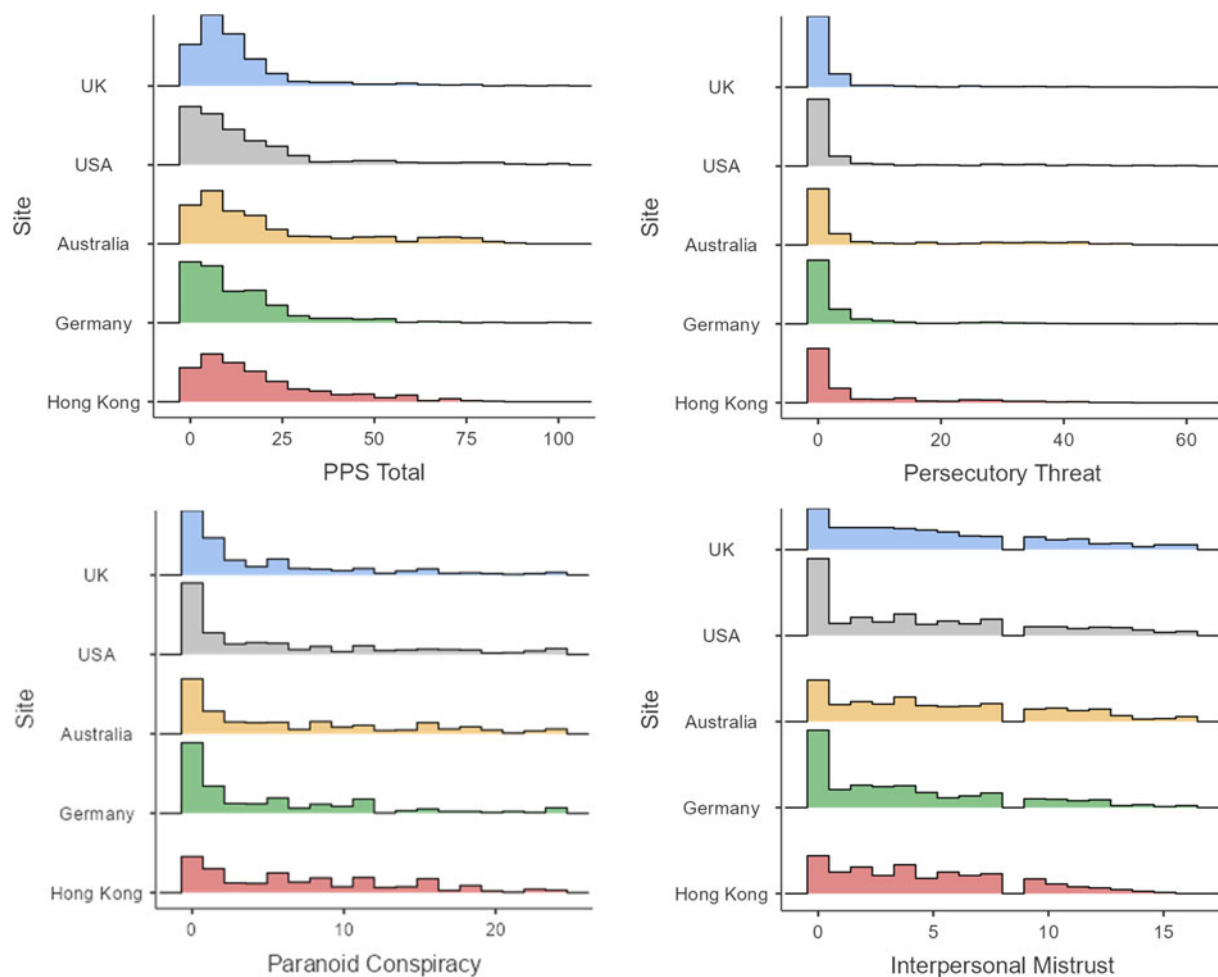 UK
USA
Site
Australia
Germany
Hong Kong
0 25 50 75 100
PPS Total
UK
USA
Site
Australia
Germany
Hong Kong
0 20 40 60
Persecutory Threat
UK
USA
Site
Australia
Germany
Hong Kong
0 10 20
Paranoid Conspiracy
UK
USA
Site
Australia
Germany
Hong Kong
0 5 10 15
Interpersonal Mistrust